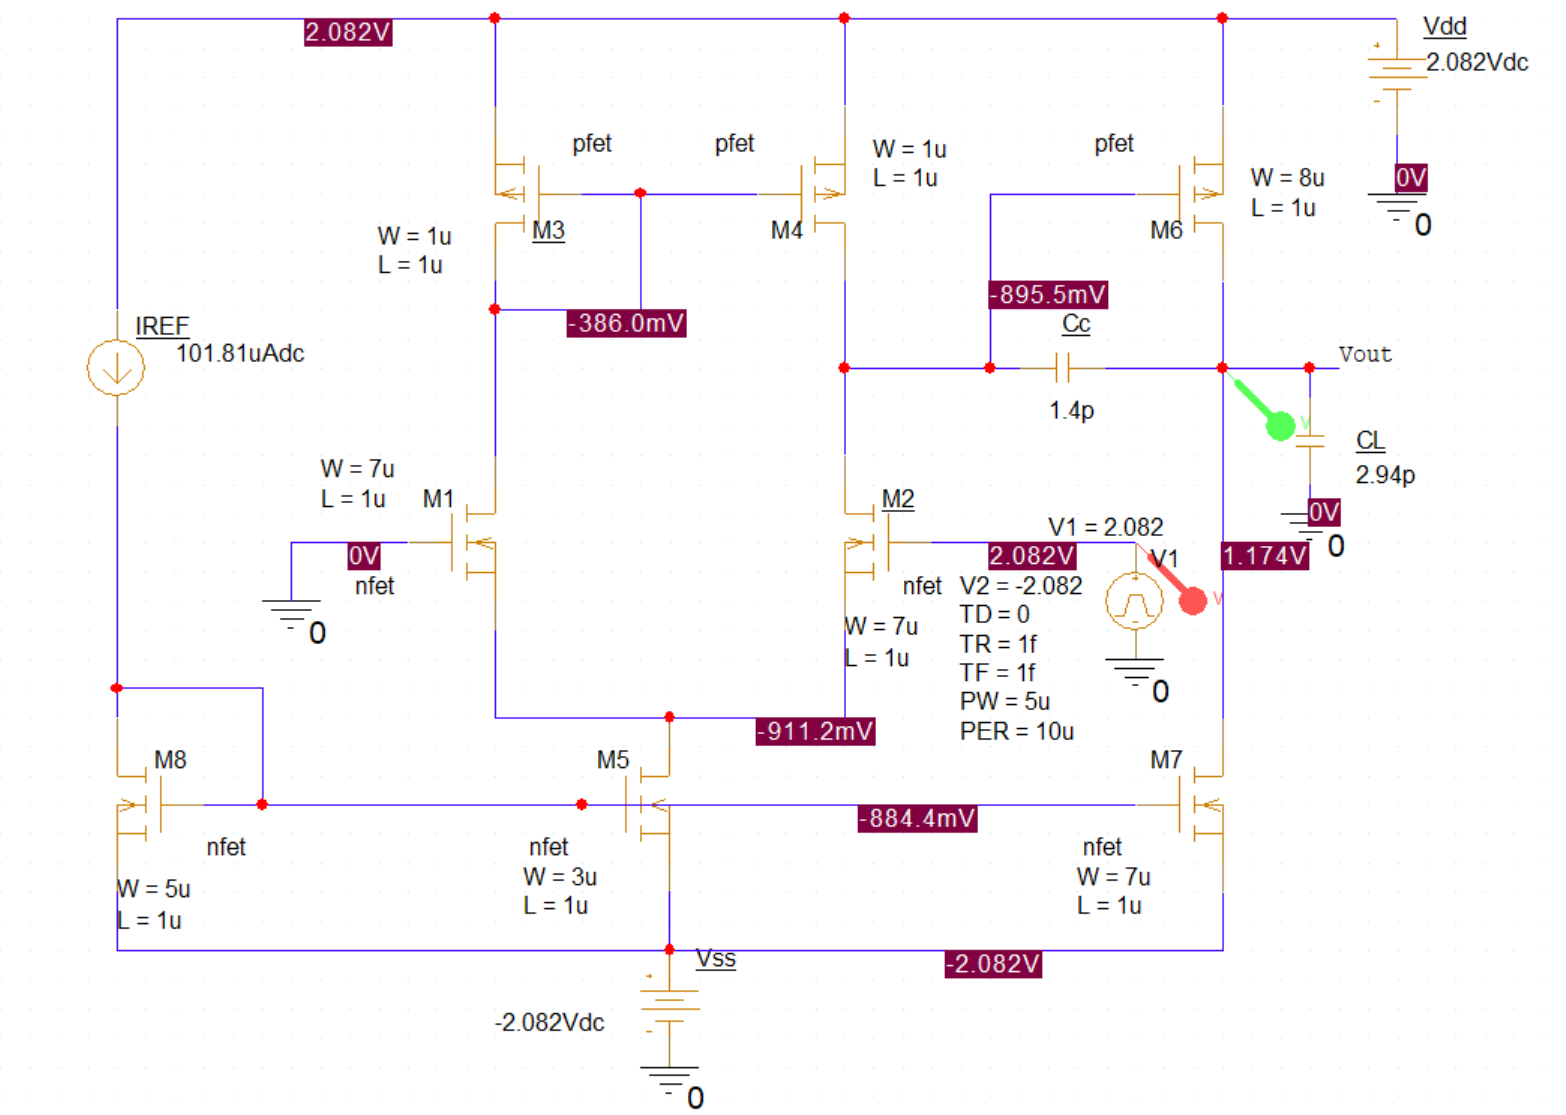 Vdd
2.082V
2.082Vdc
pfet
pfet
W = 1u
L = 1u
pfet
W = 8u
L = 1u
0V
0
W = 1u
L = 1u
M3
M4
M6
-895.5mV
IREF
101.81uAdc
-386.0mV
Cc
Vout
1.4p
V
CL
2.94p
W = 7u
L = 1u
M1
M2
0V
0
V1 = 2.082
0V
nfet
2.082V
V1
1.174V
nfet
V2 = -2.082
TD = 0
TR = 1f
TF = 1f
PW = 5u
PER = 10u
V
0
W = 7u
L = 1u
0
-911.2mV
M8
M5
M7
-884.4mV
nfet
nfet
nfet
W = 5u
L = 1u
W = 3u
L = 1u
W = 7u
L = 1u
Vss
-2.082V
-2.082Vdc
0